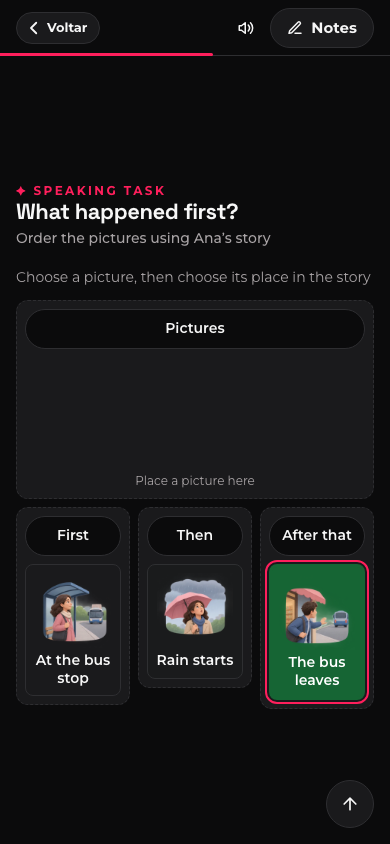 Voltar
Notes
SPEAKING TASK
What happened first?
Order the pictures using Ana's story
Choose a picture, then choose its place in the story
Pictures
Place a picture here
First
Then
After that
At the bus
stop
Rain starts
The bus
leaves